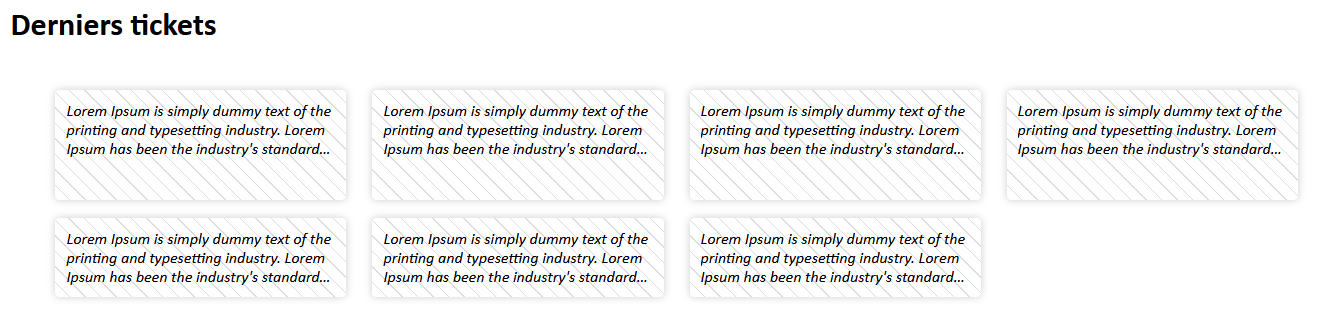 Derniers tickets
Lorem Ipsum is simply dummy text of the
printing and typesetting industry. Lorem
Ipsum has been the industry's standard...
Lorem Ipsum is simply dummy text of the
printing and typesetting industry. Lorem
Ipsum has been the industry's standard...
Lorem Ipsum is simply dummy text of the
printing and typesetting industry. Lorem
Ipsum has been the industry's standard...
Lorem Ipsum is simply dummy text of the
printing and typesetting industry. Lorem
Ipsum has been the industry's standard...
Lorem Ipsum is simply dummy text of the
printing and typesetting industry. Lorem
Ipsum has been the industry's standard...
Lorem Ipsum is simply dummy text of the
printing and typesetting industry. Lorem
Ipsum has been the industry's standard...
Lorem Ipsum is simply dummy text of the
printing and typesetting industry. Lorem
Ipsum has been the industry's standard...